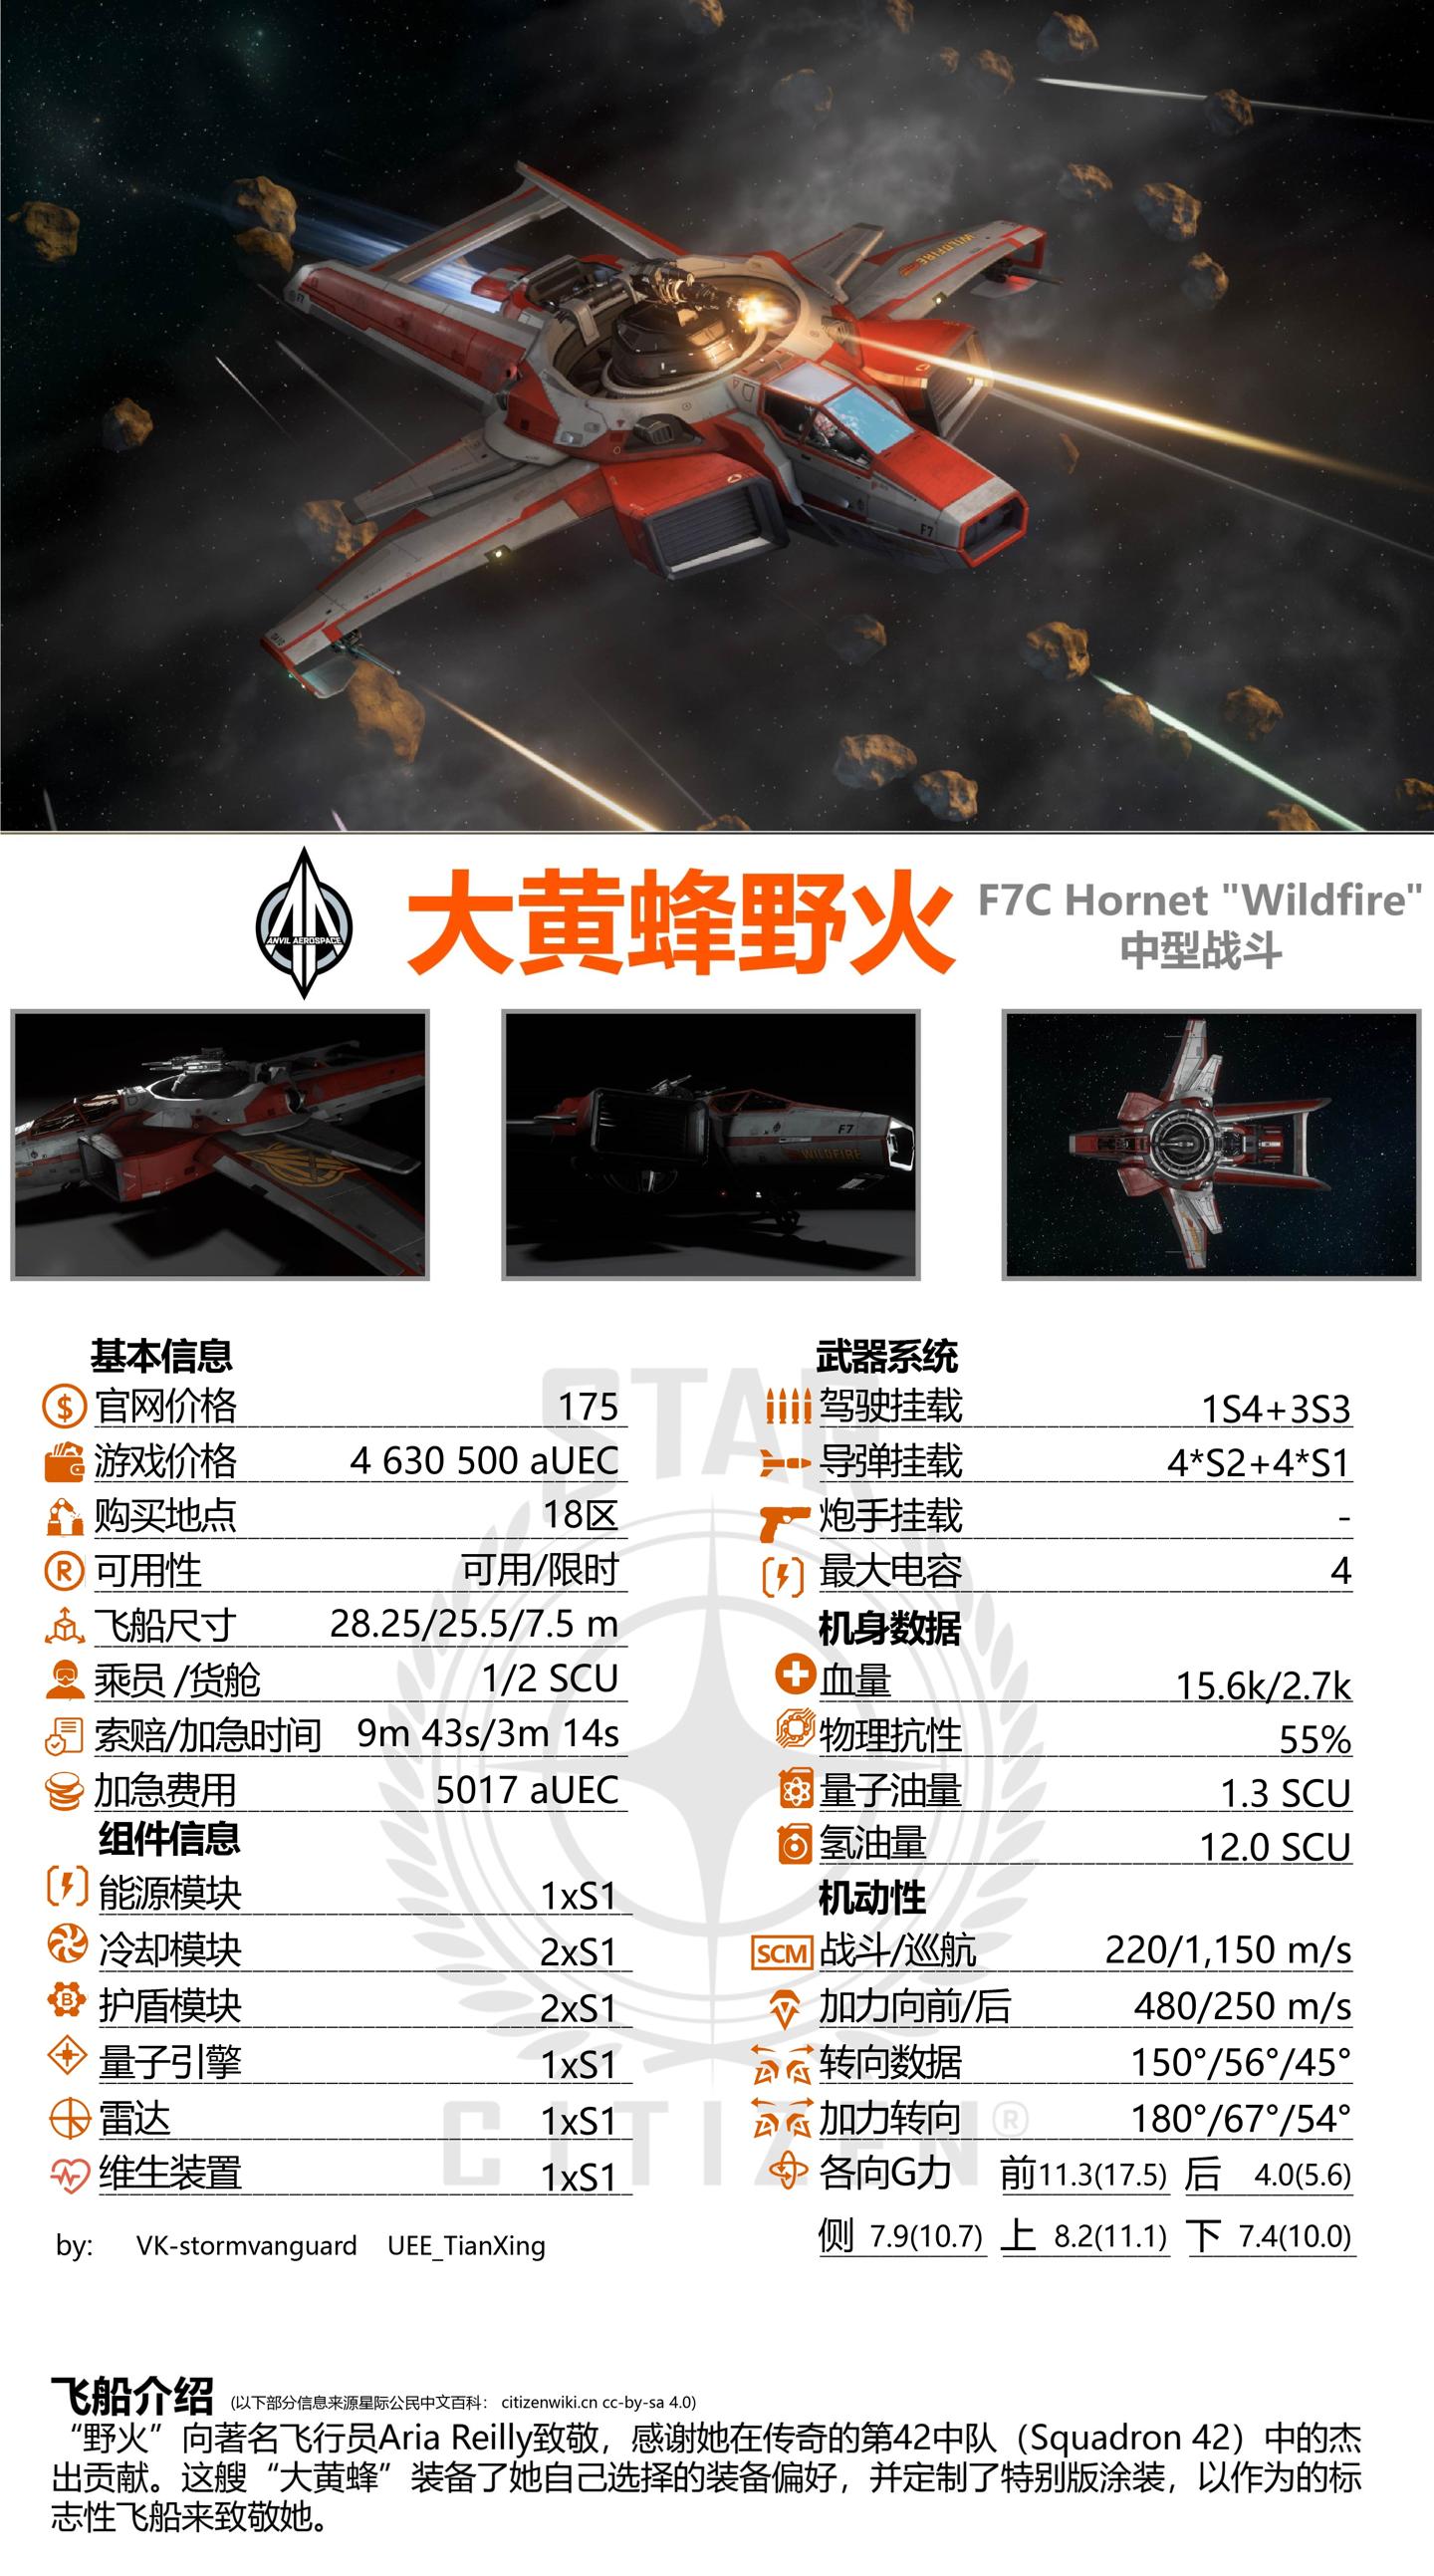 WILDFIRE
F7
ANVIL AEROSPACE
大黄蜂野火
F7C Hornet "Wildfire"
中型战斗
F7
WILDFIRE
STAR
CITIZEN®
基本信息
官网价格 175
游戏价格 4 630 500 aUEC
购买地点 18区
可用性 可用/限时
飞船尺寸 28.25/25.5/7.5 m
乘员 /货舱 1/2 SCU
索赔/加急时间 9m 43s/3m 14s
加急费用 5017 aUEC
组件信息
能源模块 1xS1
冷却模块 2xS1
护盾模块 2xS1
量子引擎 1xS1
雷达 1xS1
维生装置 1xS1
by: VK-stormvanguard UEE_TianXing
武器系统
驾驶挂载 1S4+3S3
导弹挂载 4*S2+4*S1
炮手挂载 -
最大电容 4
机身数据
血量 15.6k/2.7k
物理抗性 55%
量子油量 1.3 SCU
氢油量 12.0 SCU
机动性
SCM 战斗/巡航 220/1,150 m/s
加力向前/后 480/250 m/s
转向数据 150°/56°/45°
加力转向 180°/67°/54°
各向G力 前11.3(17.5) 后 4.0(5.6)
侧 7.9(10.7) 上 8.2(11.1) 下 7.4(10.0)
飞船介绍 (以下部分信息来源星际公民中文百科： citizenwiki.cn cc-by-sa 4.0)
“野火”向著名飞行员Aria Reilly致敬，感谢她在传奇的第42中队（Squadron 42）中的杰
出贡献。这艘“大黄蜂”装备了她自己选择的装备偏好，并定制了特别版涂装，以作为的标
志性飞船来致敬她。